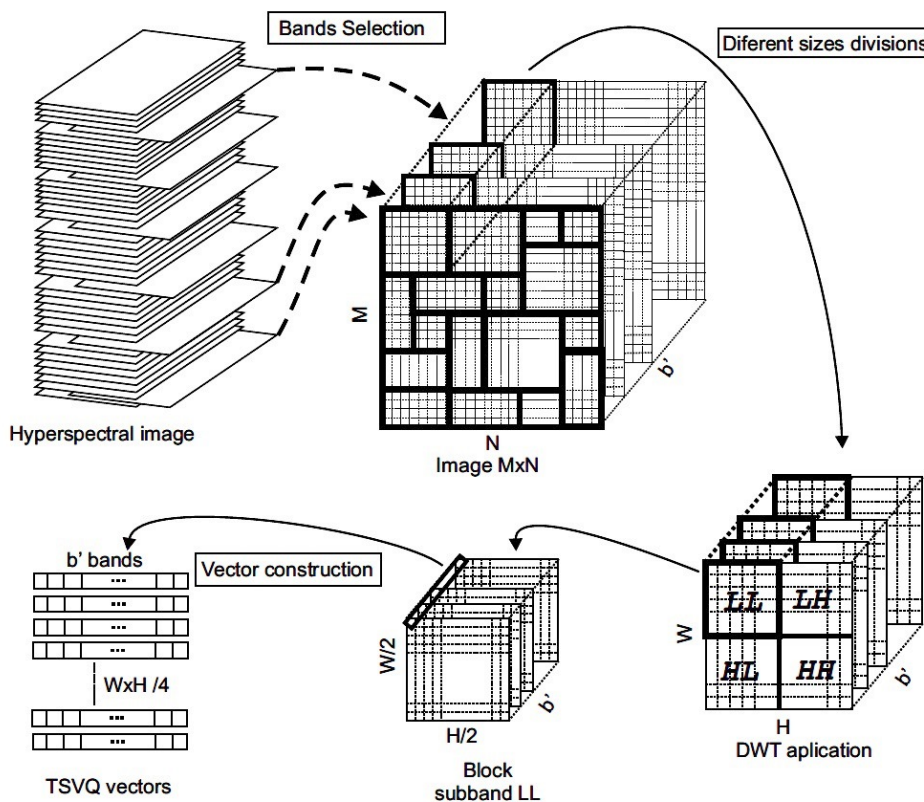 Bands Selection
Diferent sizes divisions
Hyperspectral image
M
N
b'
Image MxN
b' bands
...
...
...
...
WxH /4
...
...
TSVQ vectors
Vector construction
W/2
H/2
b'
Block
subband LL
LL
LH
HL
HH
W
H
b'
DWT aplication